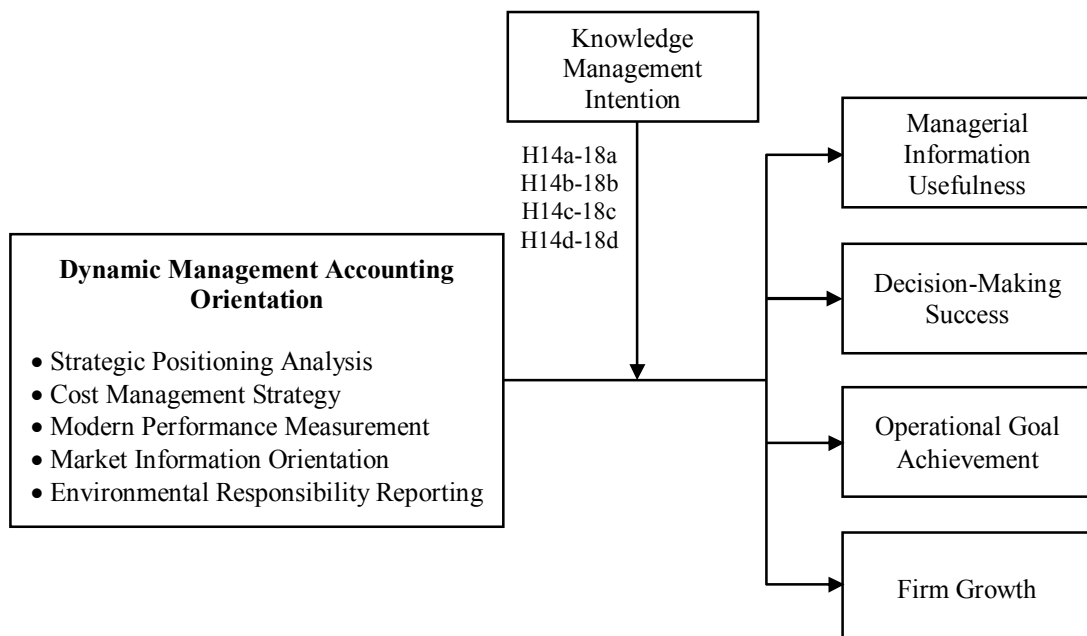 Knowledge
Management
Intention
H14a-18a
H14b-18b
H14c-18c
H14d-18d
Dynamic Management Accounting
Orientation
• Strategic Positioning Analysis
• Cost Management Strategy
• Modern Performance Measurement
• Market Information Orientation
• Environmental Responsibility Reporting
Managerial
Information
Usefulness
Decision-Making
Success
Operational Goal
Achievement
Firm Growth